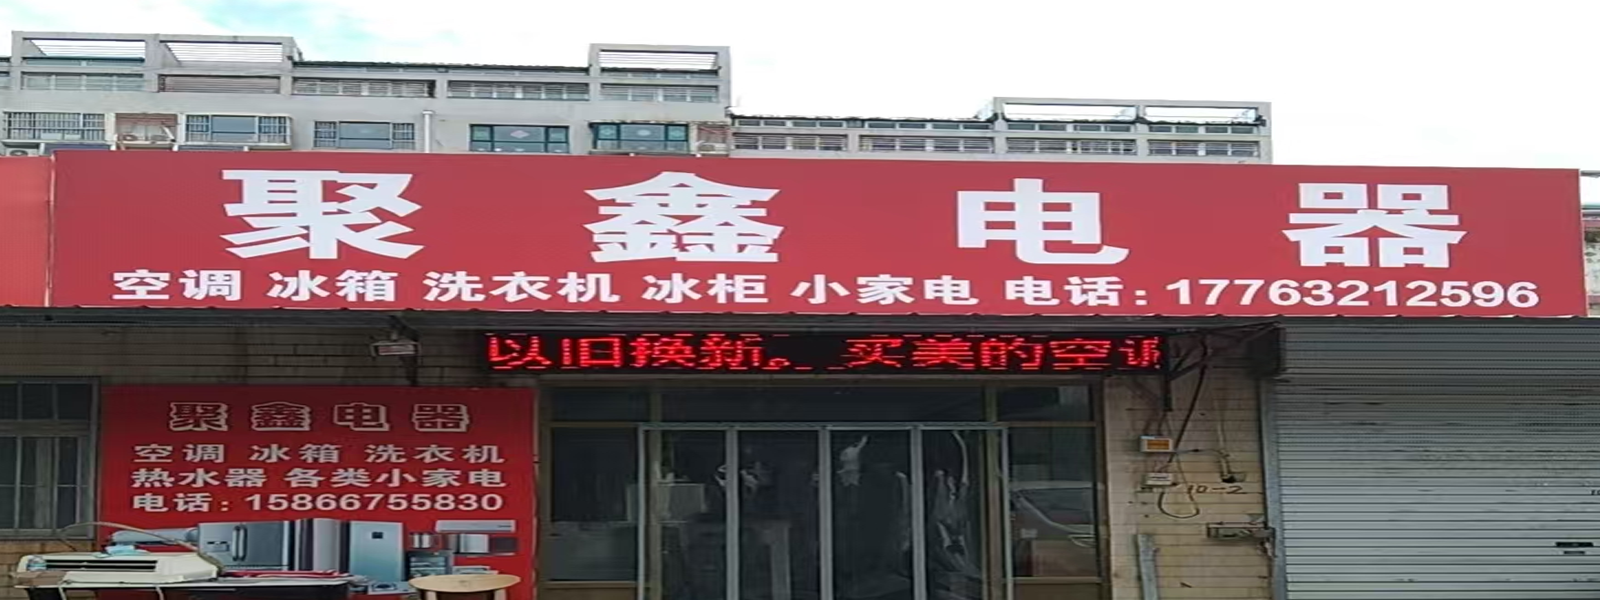 聚鑫电器
空调 冰箱 洗衣机 冰柜 小家电 电话:17763212596
以旧换新。买美的空调
聚鑫电器
空调 冰箱 洗衣机
热水器 各类小家电
电话:15866755830
10-2